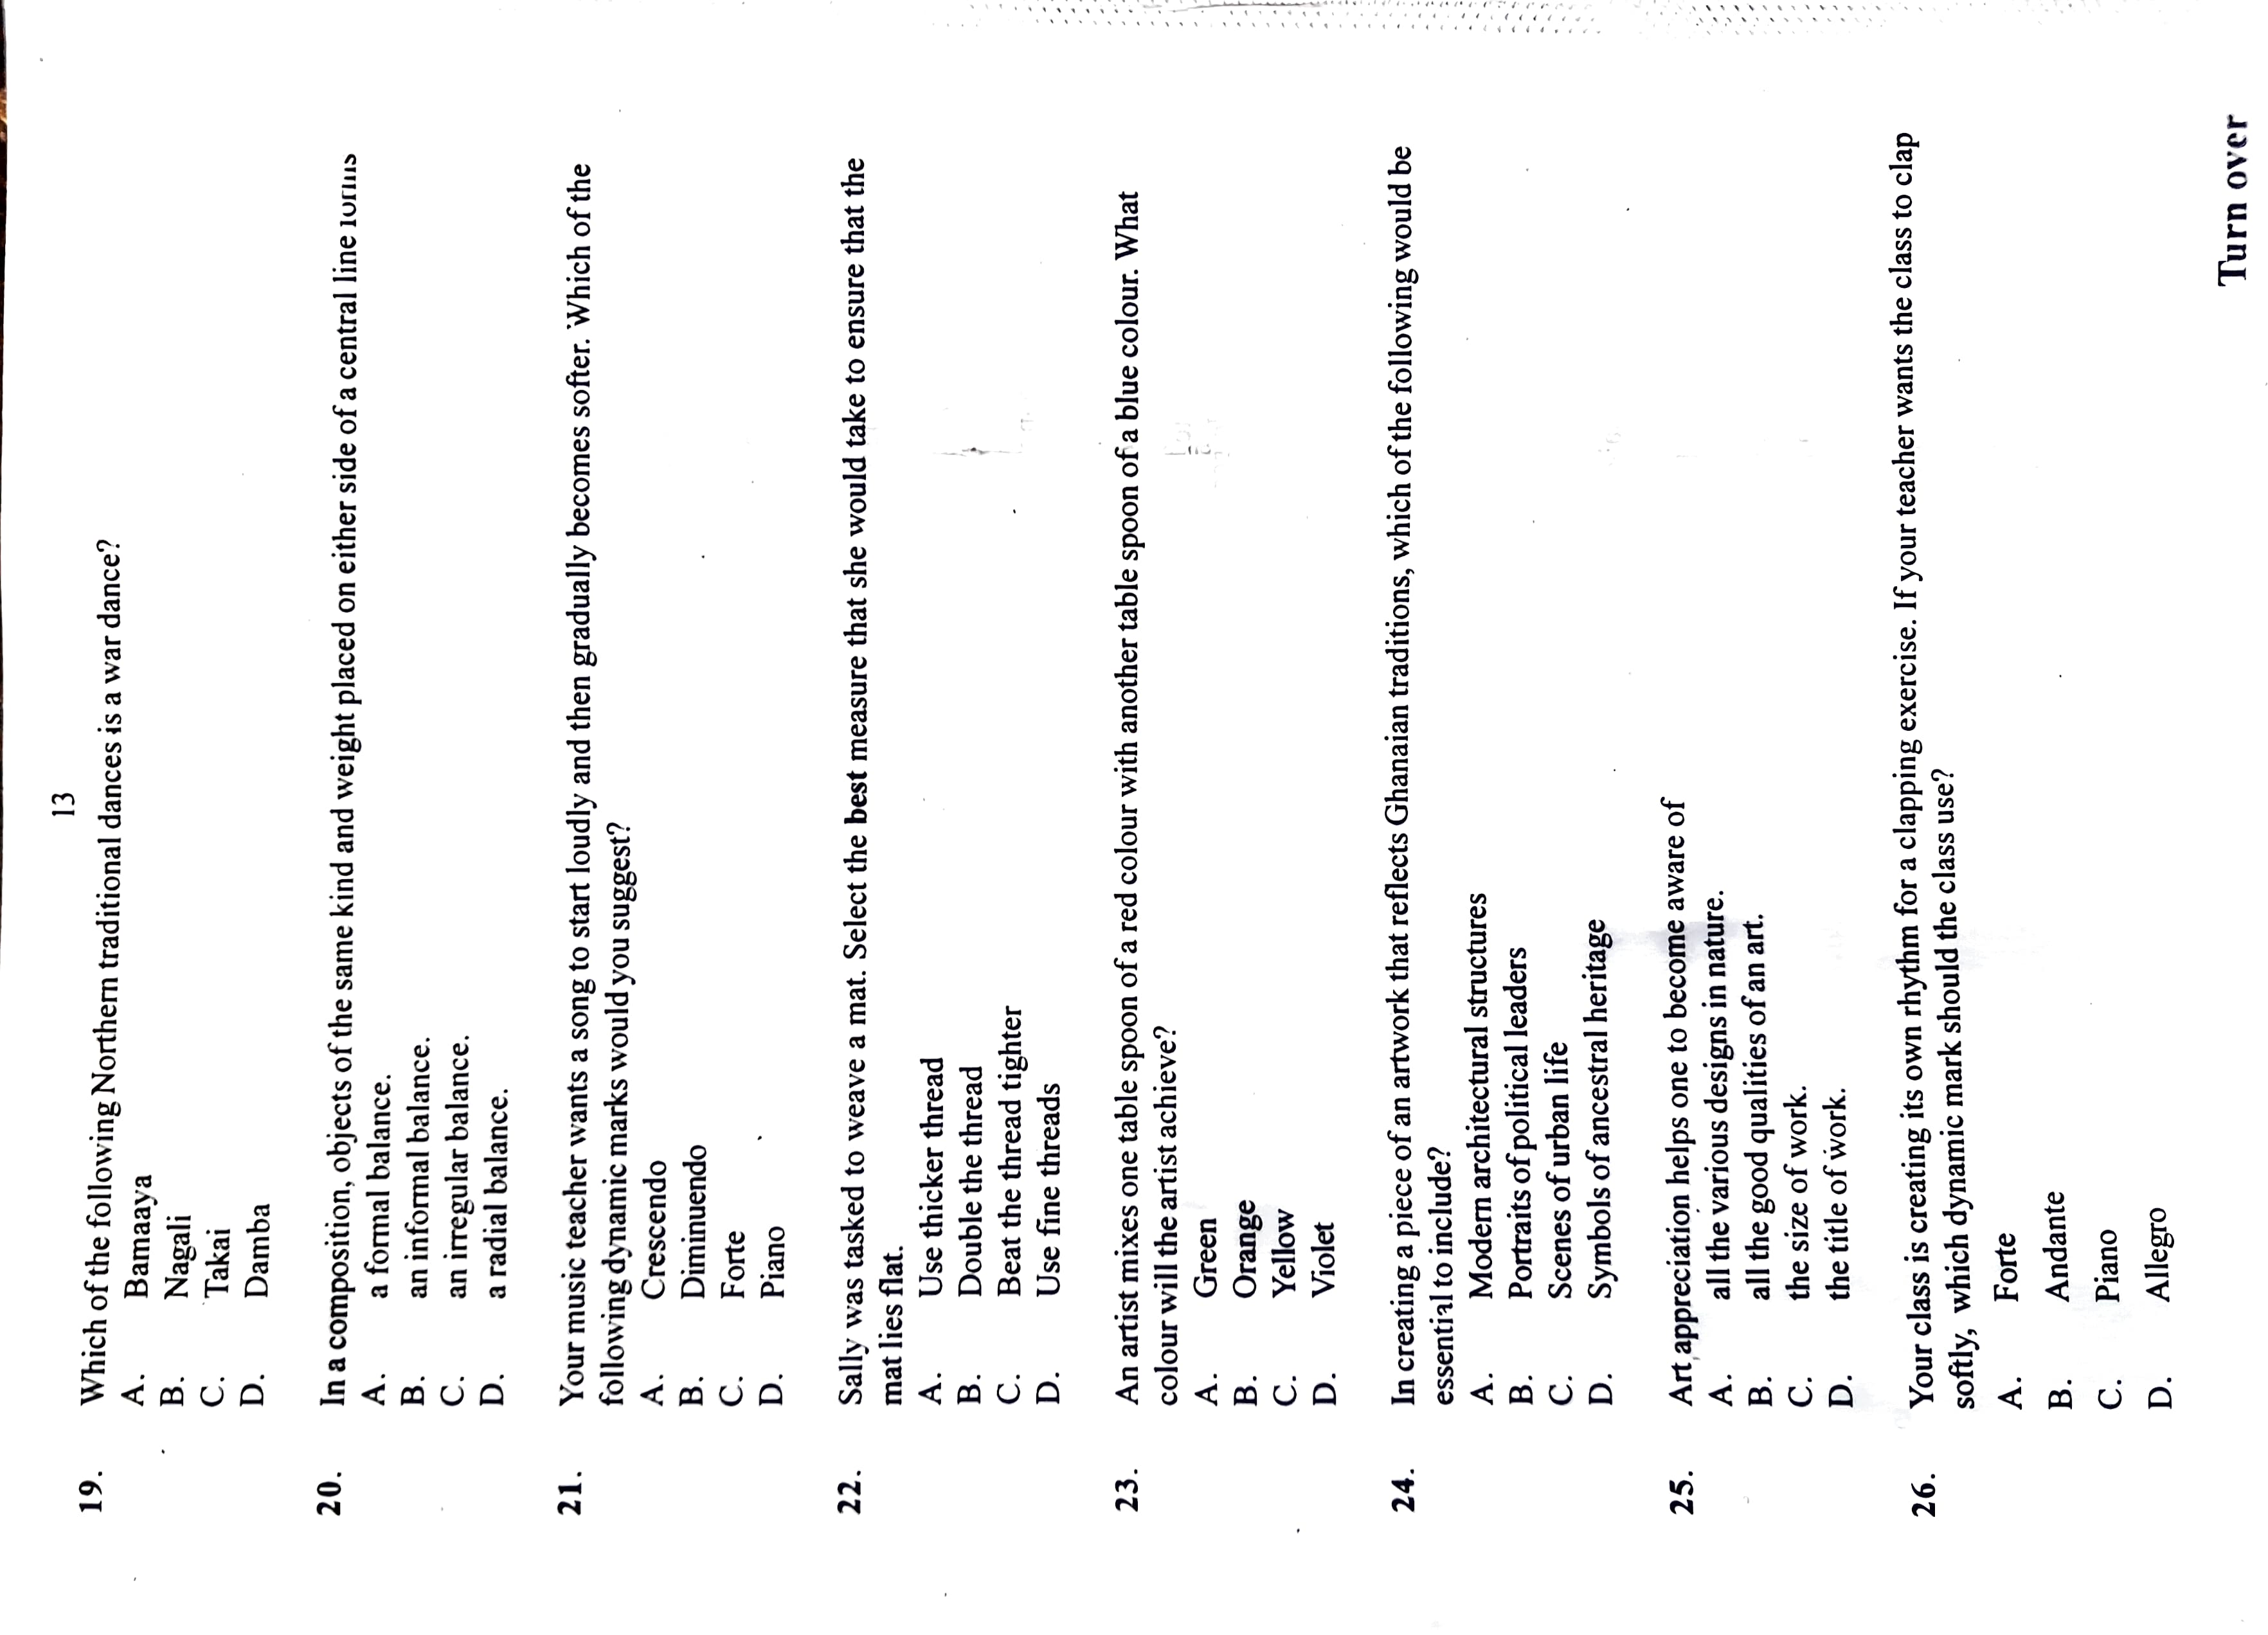 13
19. Which of the following Northern traditional dances is a war dance?
A. Bamaaya
B. Nagali
C. Takai
D. Damba
20. In a composition, objects of the same kind and weight placed on either side of a central line forms
A. a formal balance.
B. an informal balance.
C. an irregular balance.
D. a radial balance.
21. Your music teacher wants a song to start loudly and then gradually becomes softer. Which of the
following dynamic marks would you suggest?
A. Crescendo
B. Diminuendo
C. Forte
D. Piano
22. Sally was tasked to weave a mat. Select the best measure that she would take to ensure that the
mat lies flat.
A. Use thicker thread
B. Double the thread
C. Beat the thread tighter
D. Use fine threads
23. An artist mixes one table spoon of a red colour with another table spoon of a blue colour. What
colour will the artist achieve?
A. Green
B. Orange
C. Yellow
D. Violet
24. In creating a piece of an artwork that reflects Ghanaian traditions, which of the following would be
essential to include?
A. Modern architectural structures
B. Portraits of political leaders
C. Scenes of urban life
D. Symbols of ancestral heritage
25. Art appreciation helps one to become aware of
A. all the various designs in nature.
B. all the good qualities of an art.
C. the size of work.
D. the title of work.
26. Your class is creating its own rhythm for a clapping exercise. If your teacher wants the class to clap
softly, which dynamic mark should the class use?
A. Forte
B. Andante
C. Piano
D. Allegro
Turn over